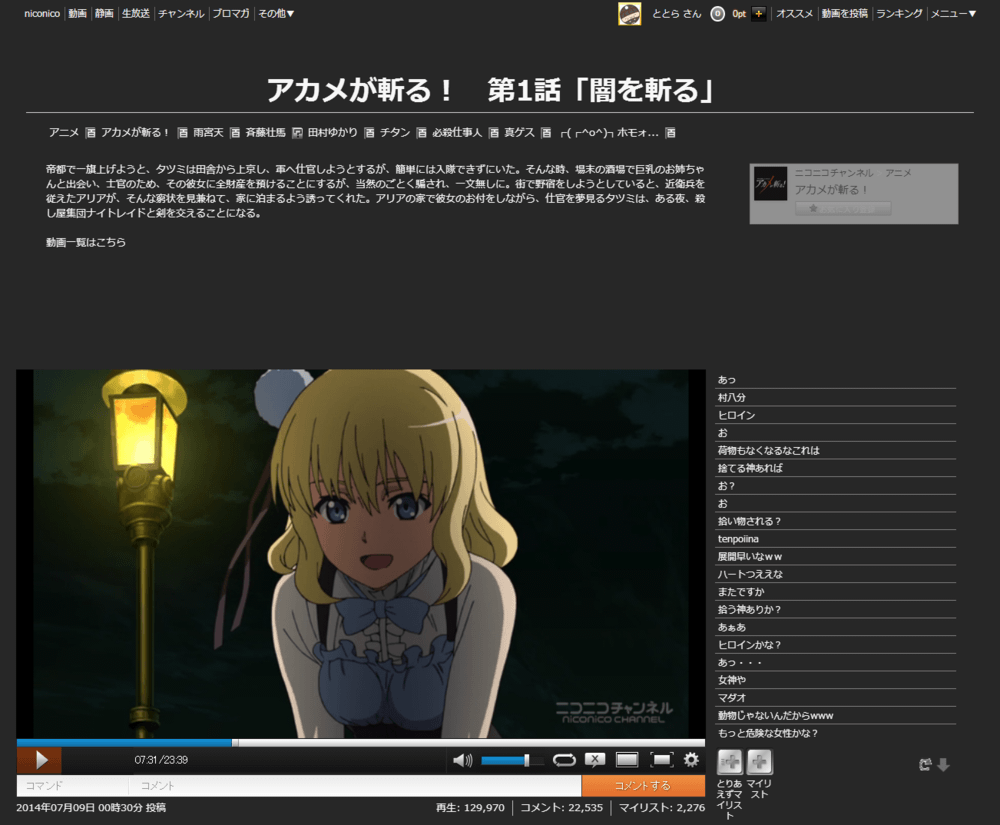 niconico 動画 静画 生放送 チャンネル ブロマガ その他▼
ととら さん 0 0pt + オススメ 動画を投稿 ランキング メニュー▼
アカメが斬る！　第1話「闇を斬る」
アニメ 百 アカメが斬る！ 百 雨宮天 百 斉藤壮馬 田村ゆかり 百 チタン 百 必殺仕事人 百 真ゲス 百 ┌(┌^o^)┐ホモォ... 百
帝都で一旗上げようと、タツミは田舎から上京し、軍へ仕官しようとするが、簡単には入隊できずにいた。そんな時、場末の酒場で巨乳のお姉ちゃ
んと出会い、士官のため、その彼女に全財産を預けることにするが、当然のごとく騙され、一文無しに。街で野宿をしようとしていると、近衛兵を
従えたアリアが、そんな窮状を見兼ねて、家に泊まるよう誘ってくれた。アリアの家で彼女のお付をしながら、仕官を夢見るタツミは、ある夜、殺
し屋集団ナイトレイドと剣を交えることになる。
動画一覧はこちら
アカメが斬る!
ニコニコチャンネル　アニメ
アカメが斬る！
ニコニコチャンネル
NICONICO CHANNEL
07:31/23:39
コマンド
コメント
コメントする
2014年07月09日 00時30分 投稿
再生: 129,970 コメント: 22,535 マイリスト: 2,276
あっ
村八分
ヒロイン
お
荷物もなくなるなこれは
捨てる神あれば
お？
お
拾い物される？
tenpoiina
展開早いなｗｗ
ハートつええな
またですか
拾う神ありか？
あぁあ
ヒロインかな？
あっ・・・
女神や
マダオ
動物じゃないんだからwww
もっと危険な女性かな？
とりあえずマイリスト
マイリスト